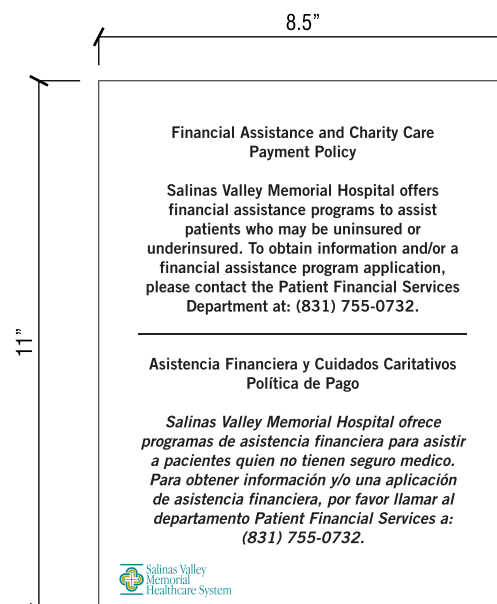 8.5”
11”
Financial Assistance and Charity Care
Payment Policy
Salinas Valley Memorial Hospital offers
financial assistance programs to assist
patients who may be uninsured or
underinsured. To obtain information and/or a
financial assistance program application,
please contact the Patient Financial Services
Department at: (831) 755-0732.
Asistencia Financiera y Cuidados Caritativos
Política de Pago
Salinas Valley Memorial Hospital ofrece
programas de asistencia financiera para asistir
a pacientes quien no tienen seguro medico.
Para obtener información y/o una aplicación
de asistencia financiera, por favor llamar al
departamento Patient Financial Services a:
(831) 755-0732.
Salinas Valley
Memorial
Healthcare System